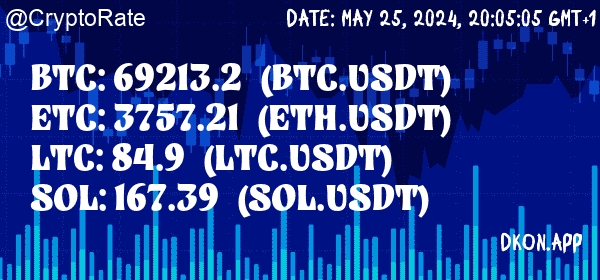 @CryptoRate
DATE: MAY 25, 2024, 20:05:05 GMT+1
BTC: 69213.2 (BTC.USDT)
ETC: 3757.21 (ETH.USDT)
LTC: 84.9 (LTC.USDT)
SOL: 167.39 (SOL.USDT)
DKON.APP